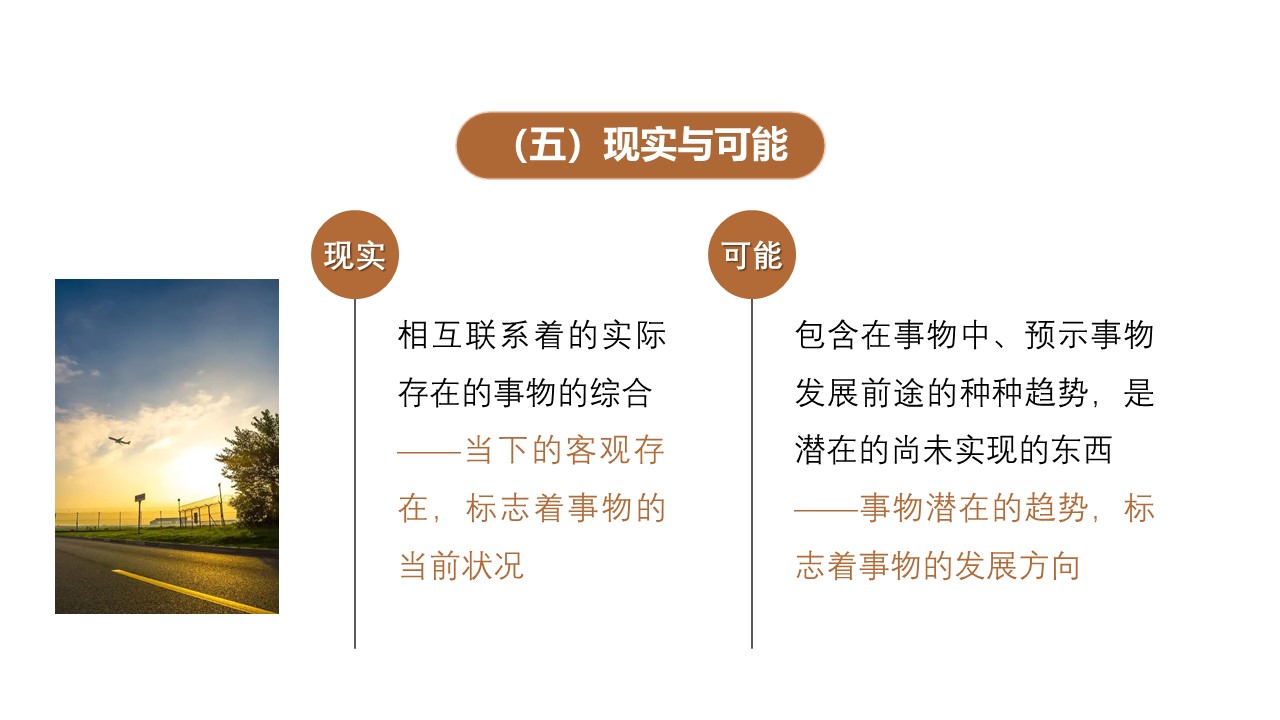 （五）现实与可能
现实
相互联系着的实际
存在的事物的综合
——当下的客观存
在，标志着事物的
当前状况
可能
包含在事物中、预示事物
发展前途的种种趋势，是
潜在的尚未实现的东西
——事物潜在的趋势，标
志着事物的发展方向